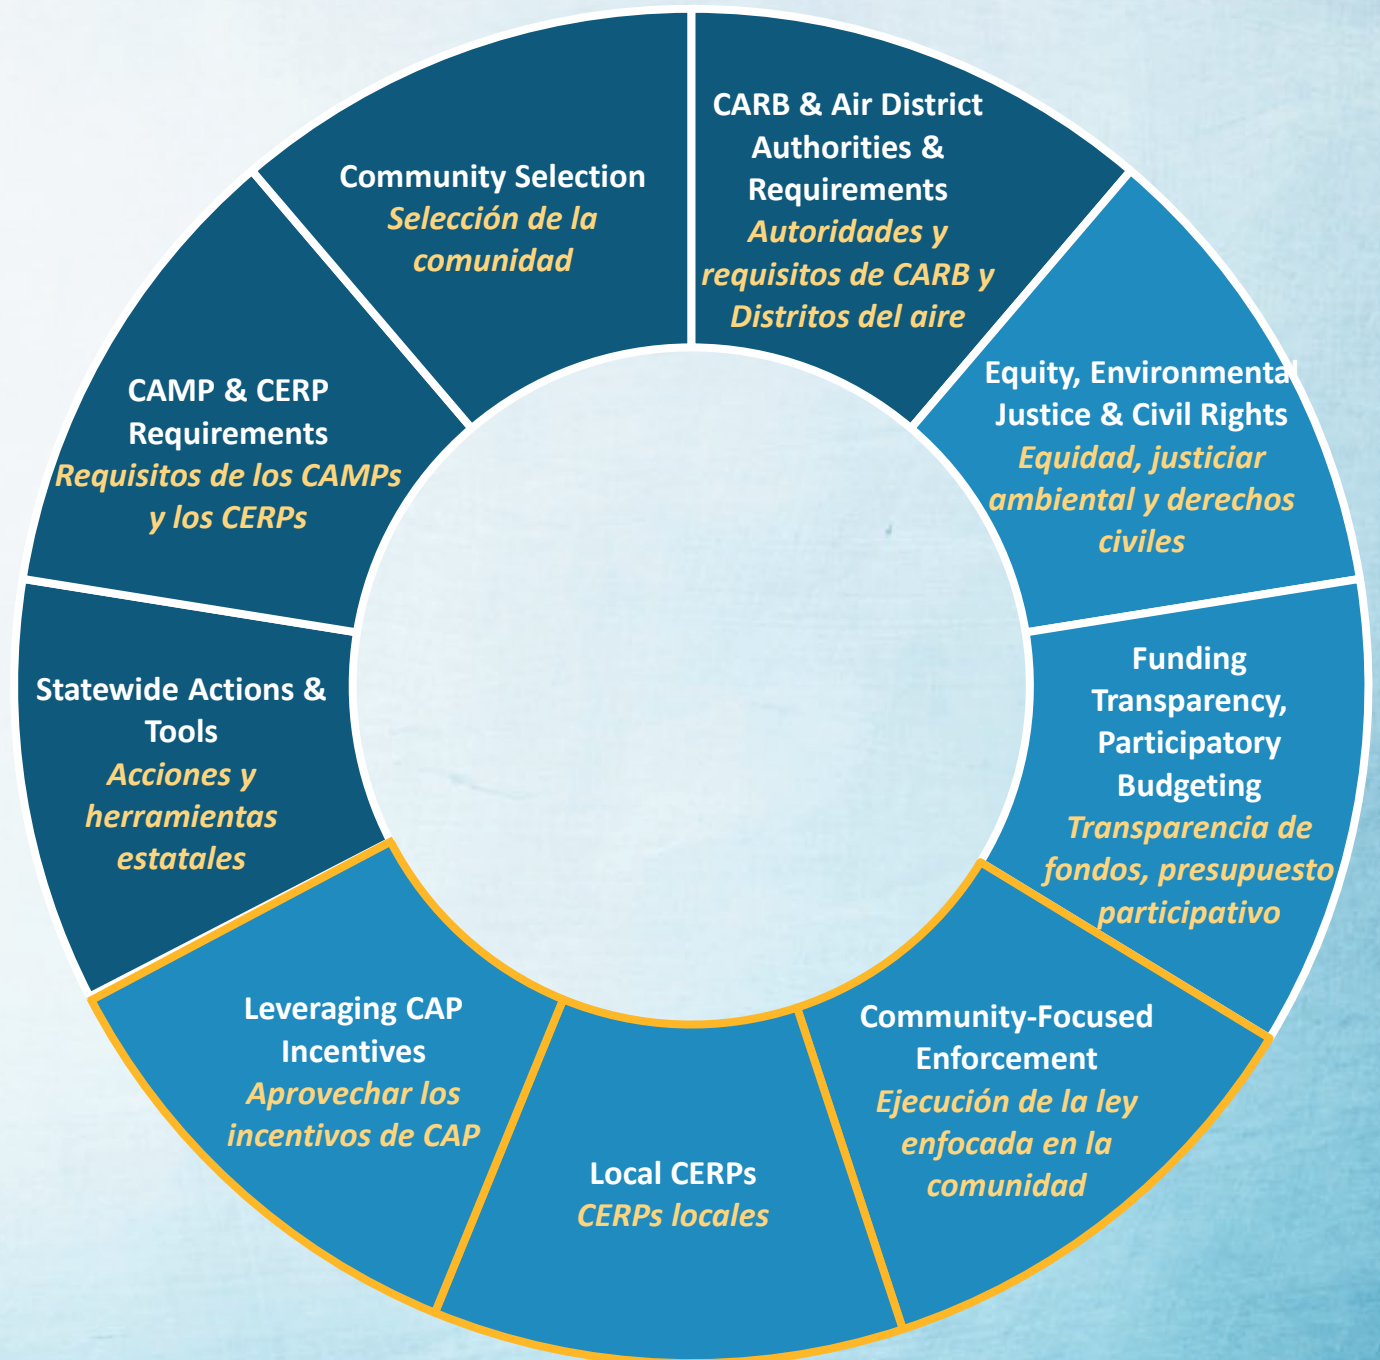 CARB & Air District
Authorities &
Requirements
Autoridades y
requisitos de CARB y
Distritos del aire
Equity, Environmental
Justice & Civil Rights
Equidad, justiciar
ambiental y derechos
civiles
Funding
Transparency,
Participatory
Budgeting
Transparencia de
fondos, presupuesto
participativo
Community-Focused
Enforcement
Ejecución de la ley
enfocada en la
comunidad
Local CERPs
CERPs locales
Leveraging CAP
Incentives
Aprovechar los
incentivos de CAP
Statewide Actions &
Tools
Acciones y
herramientas
estatales
CAMP & CERP
Requirements
Requisitos de los CAMPs
y los CERPs
Community Selection
Selección de la
comunidad